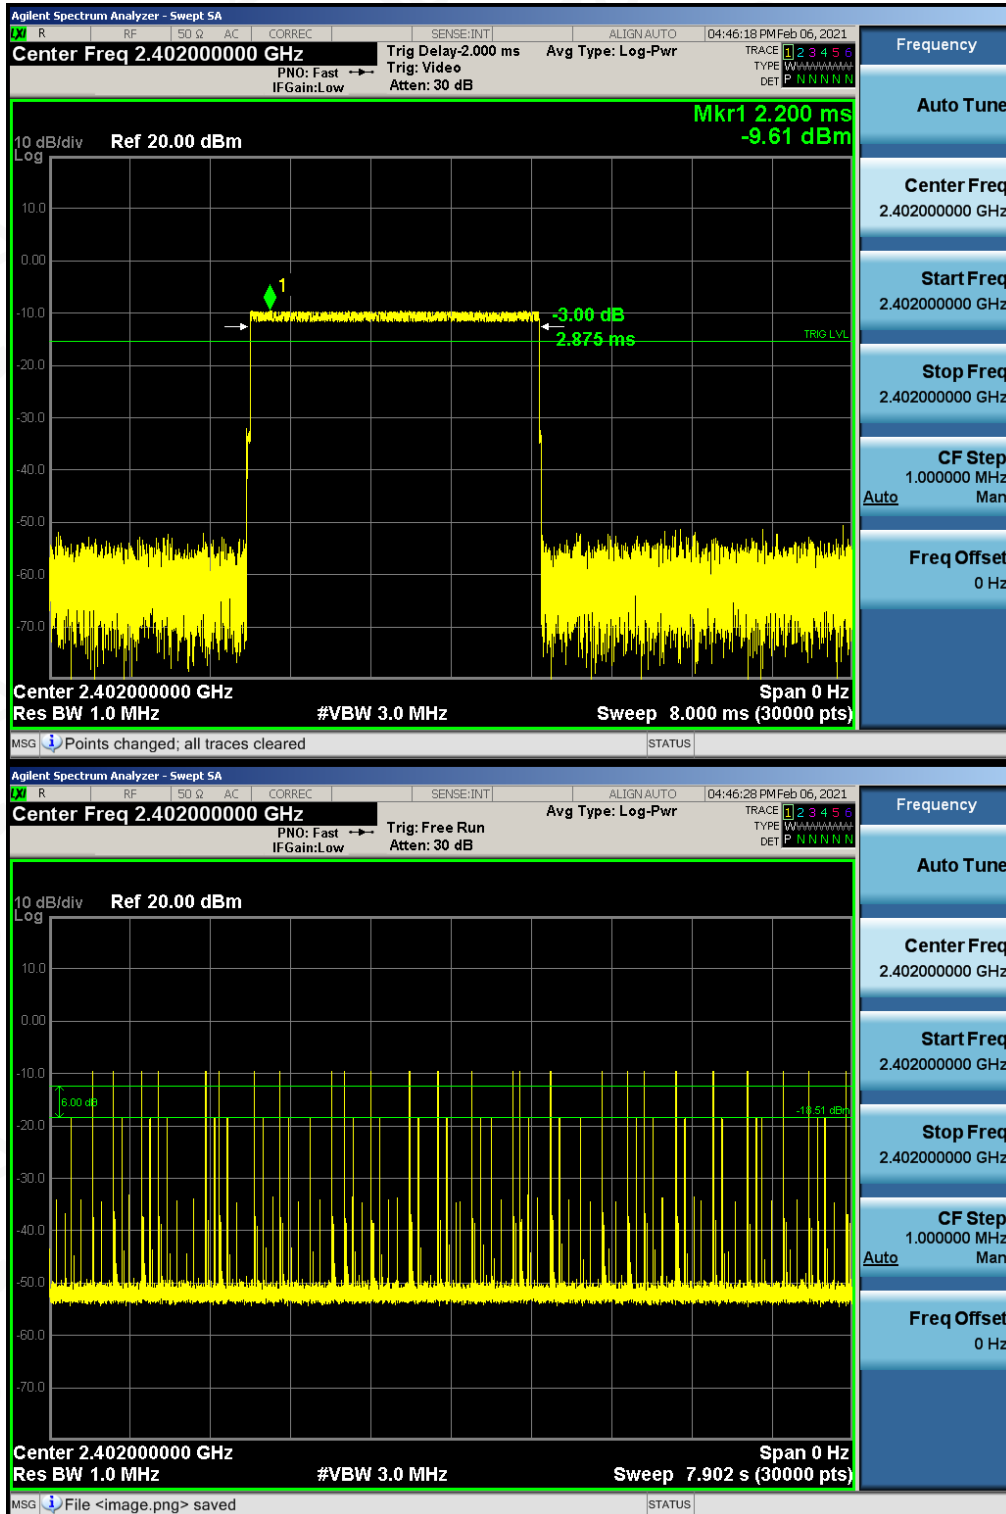 Agilent Spectrum Analyzer - Swept SA
LXI R RF 50 Ω AC CORREC SENSE:INT ALIGN AUTO 04:46:18 PM Feb 06, 2021
Center Freq 2.402000000 GHz
PNO: Fast
IFGain:Low
Trig Delay-2.000 ms
Trig: Video
Atten: 30 dB
Avg Type: Log-Pwr
TRACE 1 2 3 4 5 6
TYPE W
DET P N N N N N
Mkr1 2.200 ms
-9.61 dBm
10 dB/div
Log
Ref 20.00 dBm
10.0
0.00
-10.0
-20.0
-30.0
-40.0
-50.0
-60.0
-70.0
1
-3.00 dB
2.875 ms
TRIG LVL
Center 2.402000000 GHz
Span 0 Hz
Res BW 1.0 MHz
#VBW 3.0 MHz
Sweep 8.000 ms (30000 pts)
MSG Points changed; all traces cleared
STATUS
Frequency
Auto Tune
Center Freq
2.402000000 GHz
Start Freq
2.402000000 GHz
Stop Freq
2.402000000 GHz
CF Step
1.000000 MHz
Auto Man
Freq Offset
0 Hz
Agilent Spectrum Analyzer - Swept SA
LXI R RF 50 Ω AC CORREC SENSE:INT ALIGN AUTO 04:46:28 PM Feb 06, 2021
Center Freq 2.402000000 GHz
PNO: Fast
IFGain:Low
Trig: Free Run
Atten: 30 dB
Avg Type: Log-Pwr
TRACE 1 2 3 4 5 6
TYPE W
DET P N N N N N
10 dB/div
Log
Ref 20.00 dBm
10.0
0.00
-10.0
-20.0
-30.0
-40.0
-50.0
-60.0
-70.0
6.00 dB
-18.51 dBm
Center 2.402000000 GHz
Span 0 Hz
Res BW 1.0 MHz
#VBW 3.0 MHz
Sweep 7.902 s (30000 pts)
MSG File <image.png> saved
STATUS
Frequency
Auto Tune
Center Freq
2.402000000 GHz
Start Freq
2.402000000 GHz
Stop Freq
2.402000000 GHz
CF Step
1.000000 MHz
Auto Man
Freq Offset
0 Hz